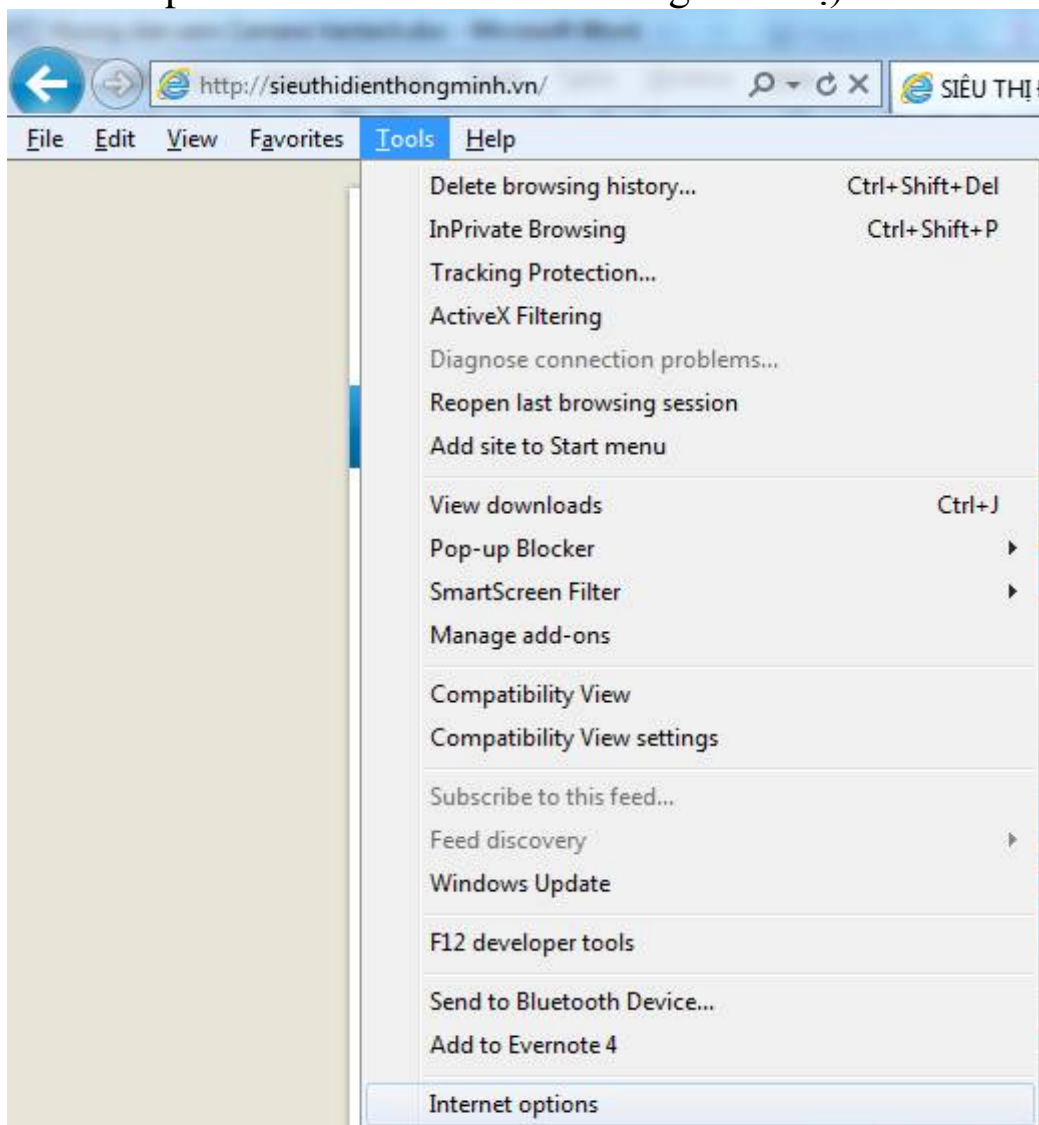 http://sieuthidienthongminh.vn/ SIÊU THỊ
File Edit View Favorites Tools Help
Delete browsing history... Ctrl+Shift+Del
InPrivate Browsing Ctrl+Shift+P
Tracking Protection...
ActiveX Filtering
Diagnose connection problems...
Reopen last browsing session
Add site to Start menu
View downloads Ctrl+J
Pop-up Blocker
SmartScreen Filter
Manage add-ons
Compatibility View
Compatibility View settings
Subscribe to this feed...
Feed discovery
Windows Update
F12 developer tools
Send to Bluetooth Device...
Add to Evernote 4
Internet options